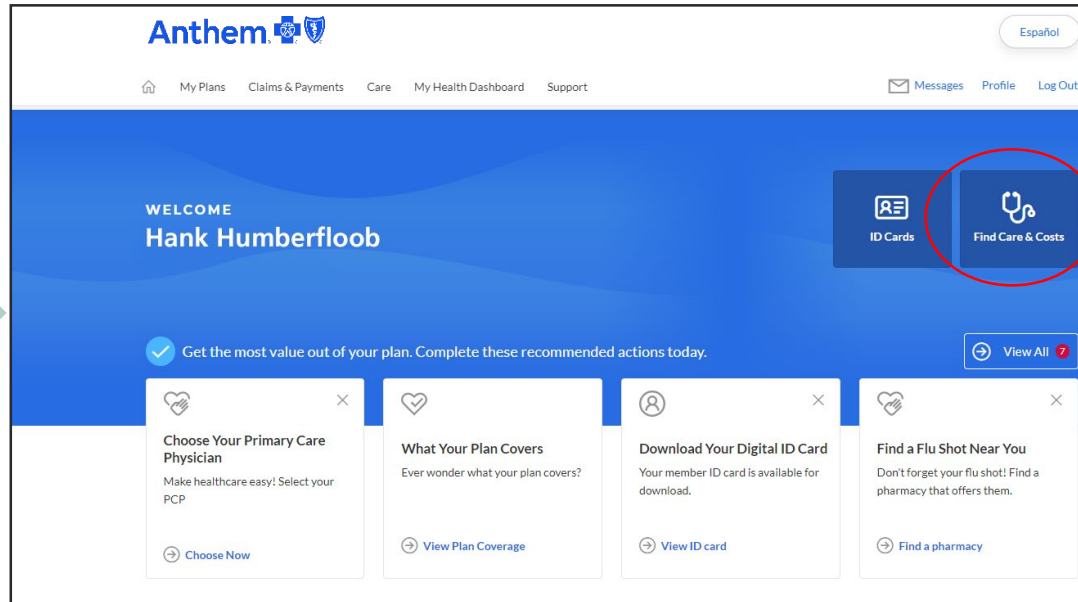 Anthem
Español
My Plans Claims & Payments Care My Health Dashboard Support
Messages Profile Log Out
WELCOME
Hank Humberfloob
ID Cards
Find Care & Costs
Get the most value out of your plan. Complete these recommended actions today.
View All 7
Choose Your Primary Care
Physician
Make healthcare easy! Select your
PCP
Choose Now
What Your Plan Covers
Ever wonder what your plan covers?
View Plan Coverage
Download Your Digital ID Card
Your member ID card is available for
download.
View ID card
Find a Flu Shot Near You
Don't forget your flu shot! Find a
pharmacy that offers them.
Find a pharmacy